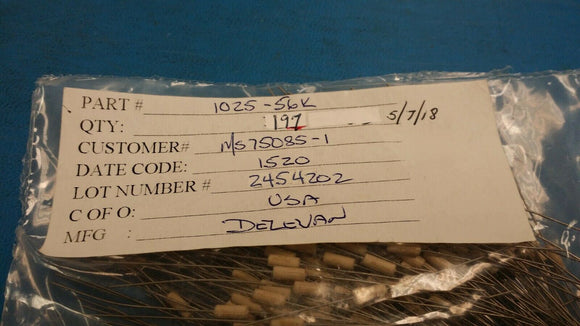 PART # 1025-56K
QTY: 197 5/7/18
CUSTOMER# MS75085-1
DATE CODE: 1520
LOT NUMBER # 2454202
C OF O: USA
MFG : DELEVAN